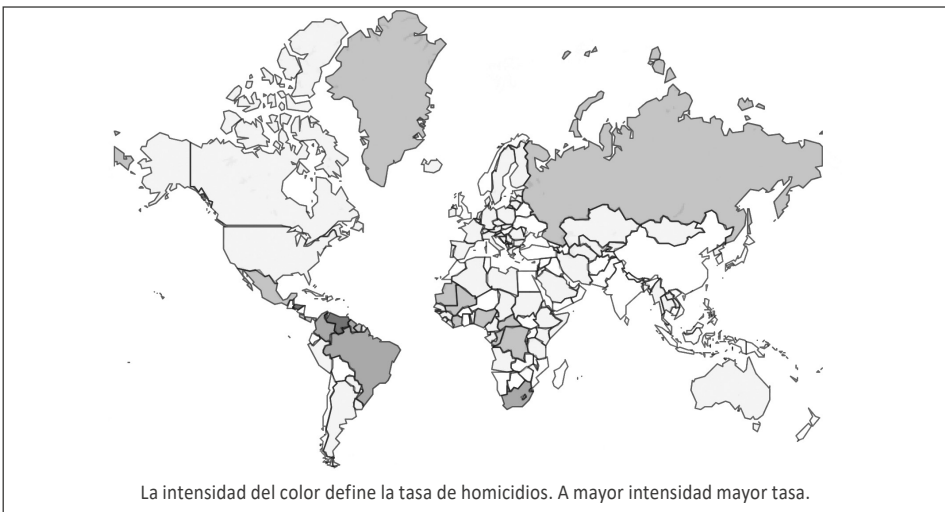 La intensidad del color define la tasa de homicidios. A mayor intensidad mayor tasa.